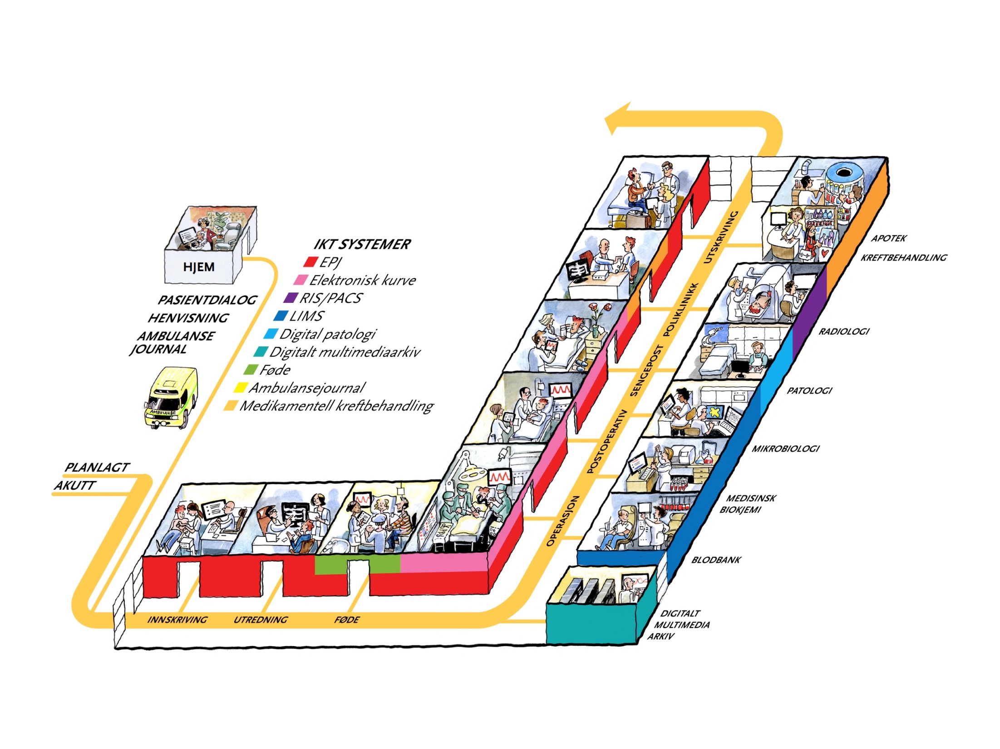 HJEM
PASIENTDIALOG
HENVISNING
AMBULANSE
JOURNAL
AMBULANSE
PLANLAGT
AKUTT
IKT SYSTEMER
EPJ
Elektronisk kurve
RIS/PACS
LIMS
Digital patologi
Digitalt multimediaarkiv
Føde
Ambulansejournal
Medikamentell kreftbehandling
INNSKRIVING
UTREDNING
FØDE
OPERASJON
POSTOPERATIV
SENGEPOST
POLIKLINIKK
UTSKRIVING
APOTEK
KREFTBEHANDLING
RADIOLOGI
PATOLOGI
MIKROBIOLOGI
MEDISINSK
BIOKJEMI
BLODBANK
DIGITALT
MULTIMEDIA
ARKIV